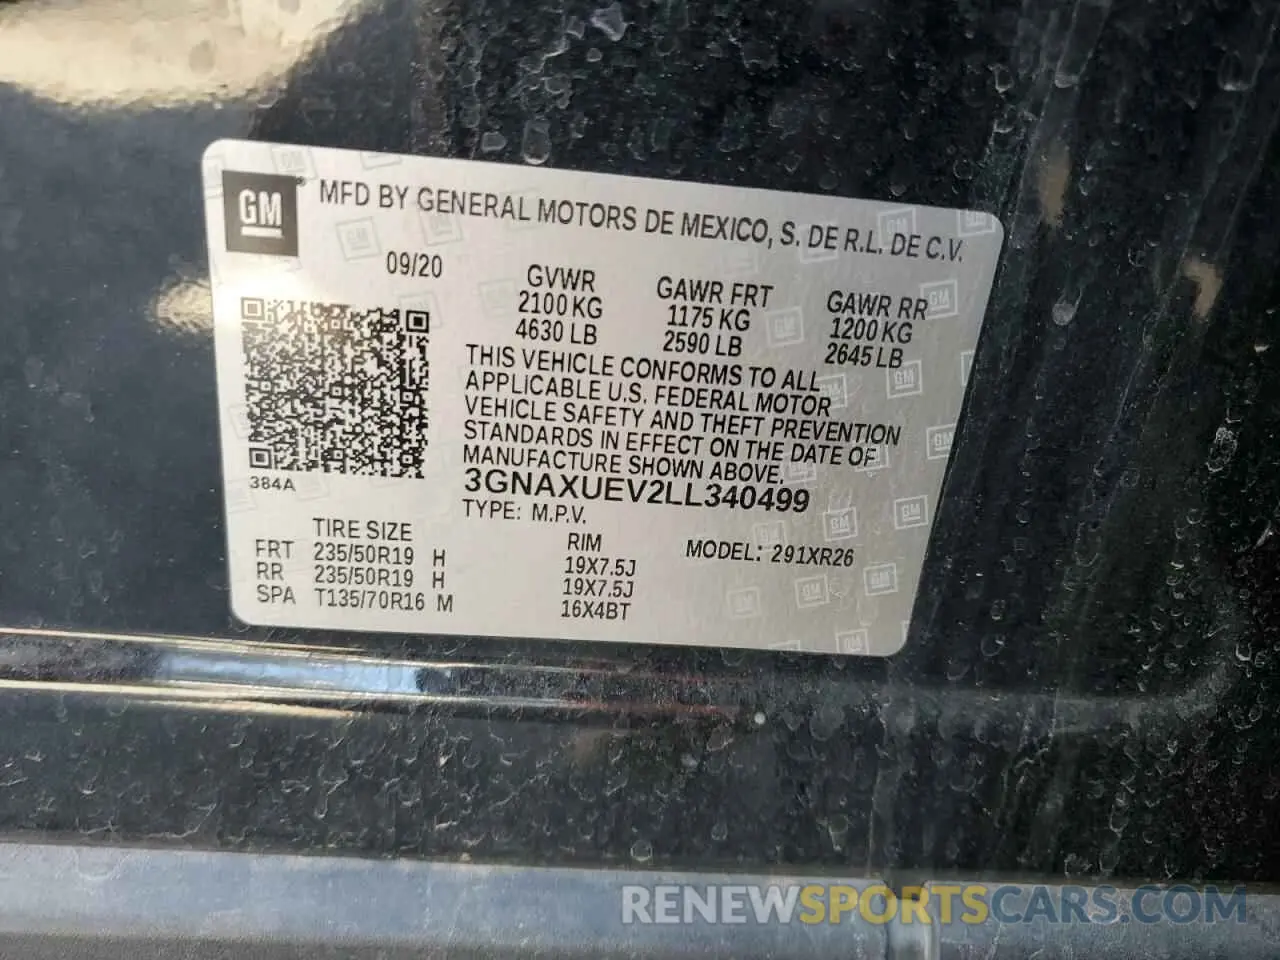 GM® MFD BY GENERAL MOTORS DE MEXICO, S. DE R.L. DE C.V.
09/20
GVWR
2100 KG
4630 LB
GAWR FRT
1175 KG
2590 LB
GAWR RR
1200 KG
2645 LB
THIS VEHICLE CONFORMS TO ALL
APPLICABLE U.S. FEDERAL MOTOR
VEHICLE SAFETY AND THEFT PREVENTION
STANDARDS IN EFFECT ON THE DATE OF
MANUFACTURE SHOWN ABOVE.
384A
3GNAXUEV2LL340499
TYPE: M.P.V.
TIRE SIZE RIM MODEL: 291XR26
FRT 235/50R19 H 19X7.5J
RR 235/50R19 H 19X7.5J
SPA T135/70R16 M 16X4BT
RENEWSPORTSCARS.COM